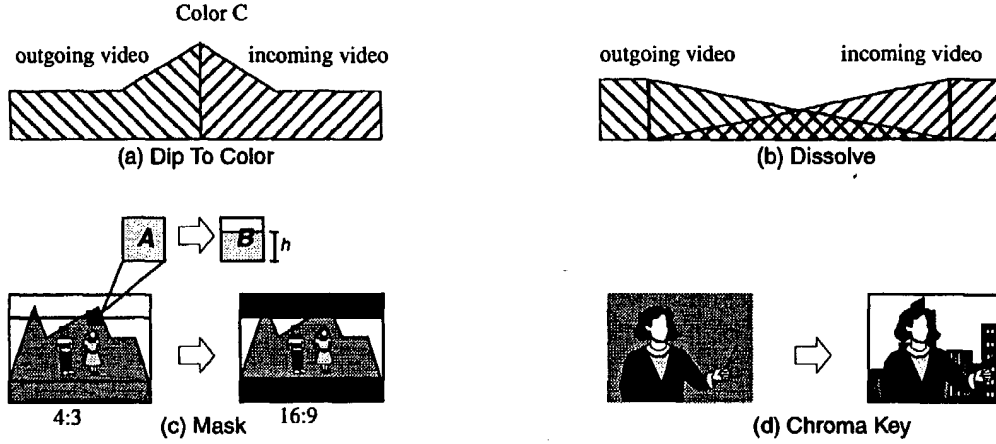 Color C
outgoing video
incoming video
(a) Dip To Color
outgoing video
incoming video
(b) Dissolve
A
B
h
4:3
16:9
(c) Mask
(d) Chroma Key